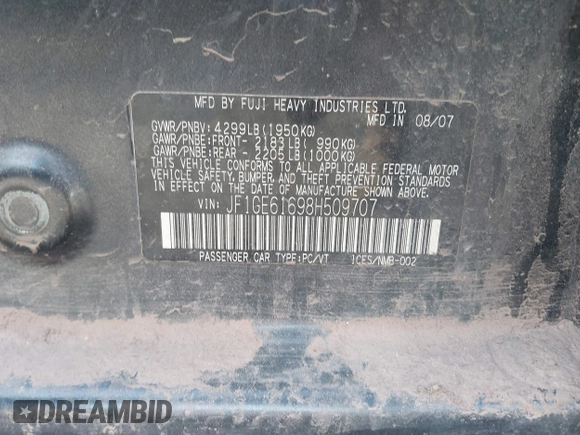 MFD BY FUJI HEAVY INDUSTRIES LTD.
MFD IN 08/07
GVWR/PNBV: 4299LB(1950KG)
GAWR/PNBE:FRONT- 2183LB( 990KG)
GAWR/PNBE:REAR - 2205LB(1000KG)
THIS VEHICLE CONFORMS TO ALL APPLICABLE FEDERAL MOTOR
VEHICLE SAFETY, BUMPER, AND THEFT PREVENTION STANDARDS
IN EFFECT ON THE DATE OF MANUFACTURE SHOWN ABOVE.
VIN: JF1GE61698H509707
PASSENGER CAR TYPE:PC/VT 1CFS/NMB-002
DREAMBID